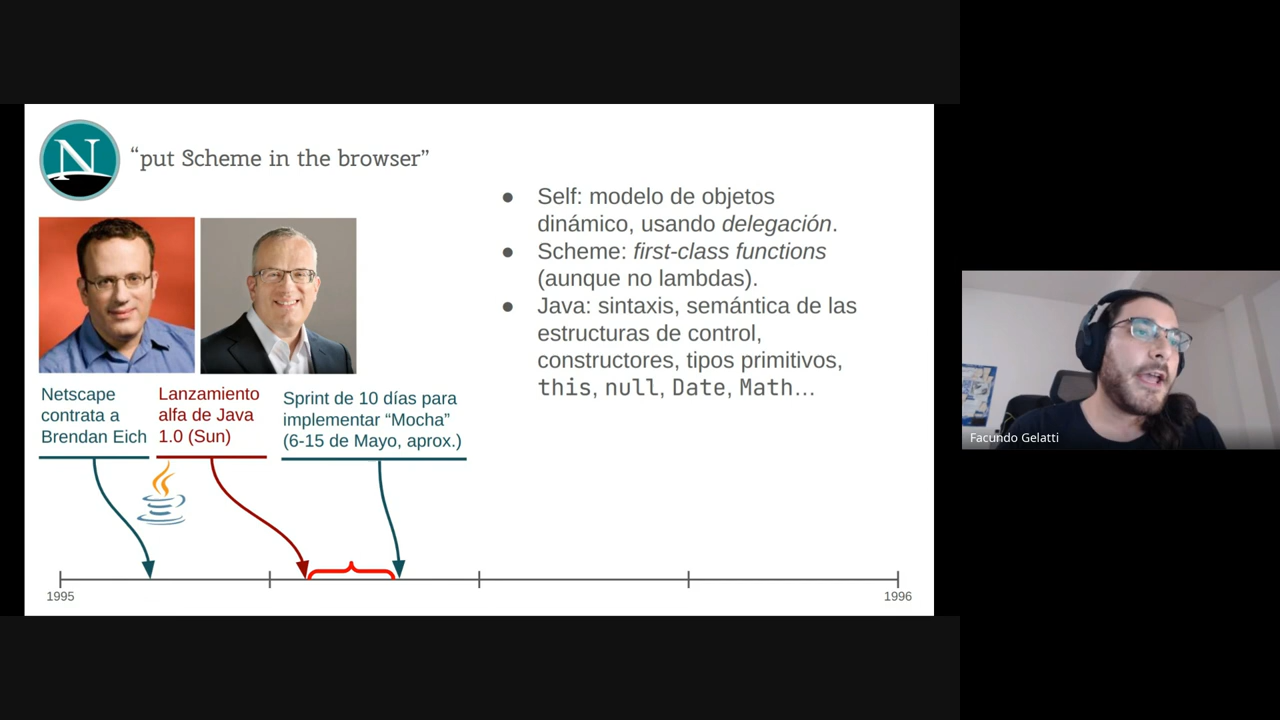 N
“put Scheme in the browser”
● Self: modelo de objetos
dinámico, usando delegación.
● Scheme: first-class functions
(aunque no lambdas).
● Java: sintaxis, semántica de las
estructuras de control,
constructores, tipos primitivos,
this, null, Date, Math…
Netscape
contrata a
Brendan Eich
Lanzamiento
alfa de Java
1.0 (Sun)
Sprint de 10 días para
implementar “Mocha”
(6-15 de Mayo, aprox.)
1995
1996
Facundo Gelatti